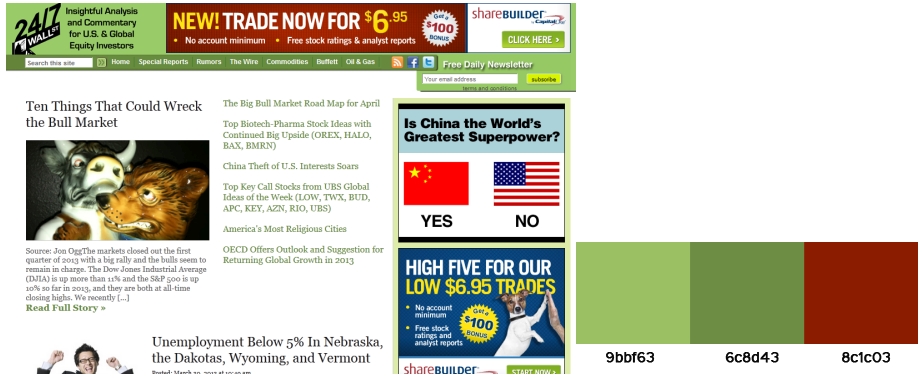 24/7
WALL ST
Insightful Analysis
and Commentary
for U.S. & Global
Equity Investors
NEW! TRADE NOW FOR $6.95
• No account minimum • Free stock ratings & analyst reports
Get a
$100
BONUS
shareBuilder
CLICK HERE >
Search this site
Home Special Reports Rumors The Wire Commodities Buffett Oil & Gas
Free Daily Newsletter
Your email address
subscribe
terms and conditions
Ten Things That Could Wreck
the Bull Market
Source: Jon OggThe markets closed out the first
quarter of 2013 with a big rally and the bulls seem to
remain in charge. The Dow Jones Industrial Average
(DJIA) is up more than 11% and the S&P 500 is up
10% so far in 2013, and they are both at all-time
closing highs. We recently [...]
Read Full Story »
The Big Bull Market Road Map for April
Top Biotech-Pharma Stock Ideas with
Continued Big Upside (OREX, HALO,
BAX, BMRN)
China Theft of U.S. Interests Soars
Top Key Call Stocks from UBS Global
Ideas of the Week (LOW, TWX, BUD,
APC, KEY, AZN, RIO, UBS)
America's Most Religious Cities
OECD Offers Outlook and Suggestion for
Returning Global Growth in 2013
Unemployment Below 5% In Nebraska,
the Dakotas, Wyoming, and Vermont
Is China the World's
Greatest Superpower?
YES NO
HIGH FIVE FOR OUR
LOW $6.95 TRADES
• No account
minimum
• Free stock
ratings and
analyst reports
Get a
$100
BONUS
shareBuilder
START NOW >
9bbf63 6c8d43 8c1c03